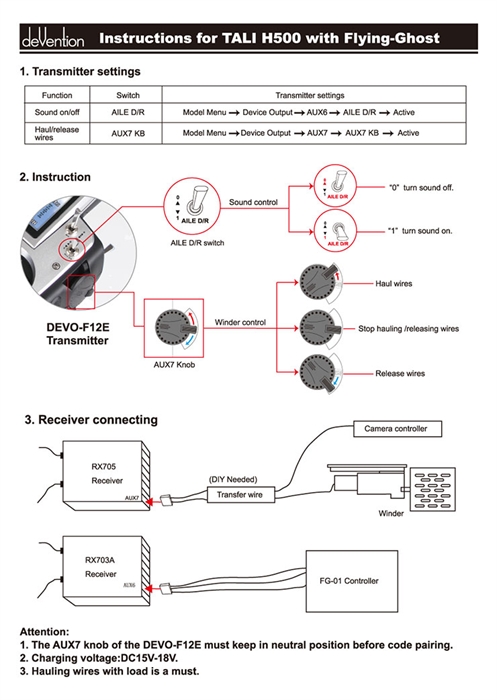 deVention Instructions for TALI H500 with Flying-Ghost
1. Transmitter settings
Function Switch Transmitter settings
Sound on/off AILE D/R Model Menu → Device Output → AUX6 → AILE D/R → Active
Haul/release wires AUX7 KB Model Menu → Device Output → AUX7 → AUX7 KB → Active
2. Instruction
0
1
AILE D/R
AILE D/R switch
Sound control
0
1
AILE D/R
"0" turn sound off.
0
1
AILE D/R
"1" turn sound on.
DEVO-F12E
Transmitter
AUX7 Knob
Winder control
Haul wires
Stop hauling /releasing wires
Release wires
3. Receiver connecting
Camera controller
RX705
Receiver
AUX7
(DIY Needed)
Transfer wire
Winder
RX703A
Receiver
AUX6
FG-01 Controller
Attention:
1. The AUX7 knob of the DEVO-F12E must keep in neutral position before code pairing.
2. Charging voltage:DC15V-18V.
3. Hauling wires with load is a must.